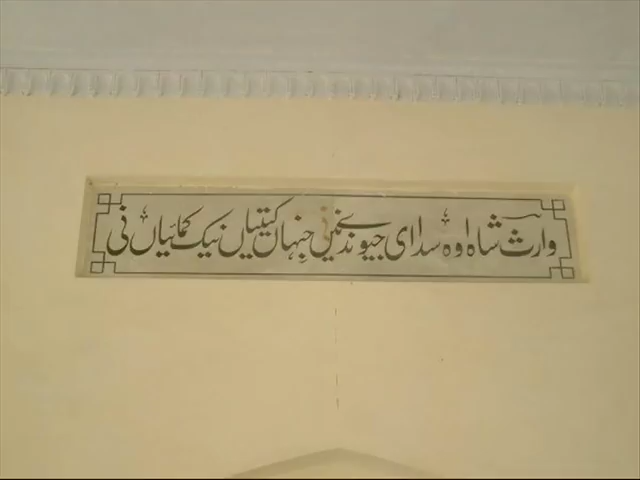 وارث شاہ اوہ سدا ای جیوندے نیں جنہاں کیتیاں نیک کمائیاں نی